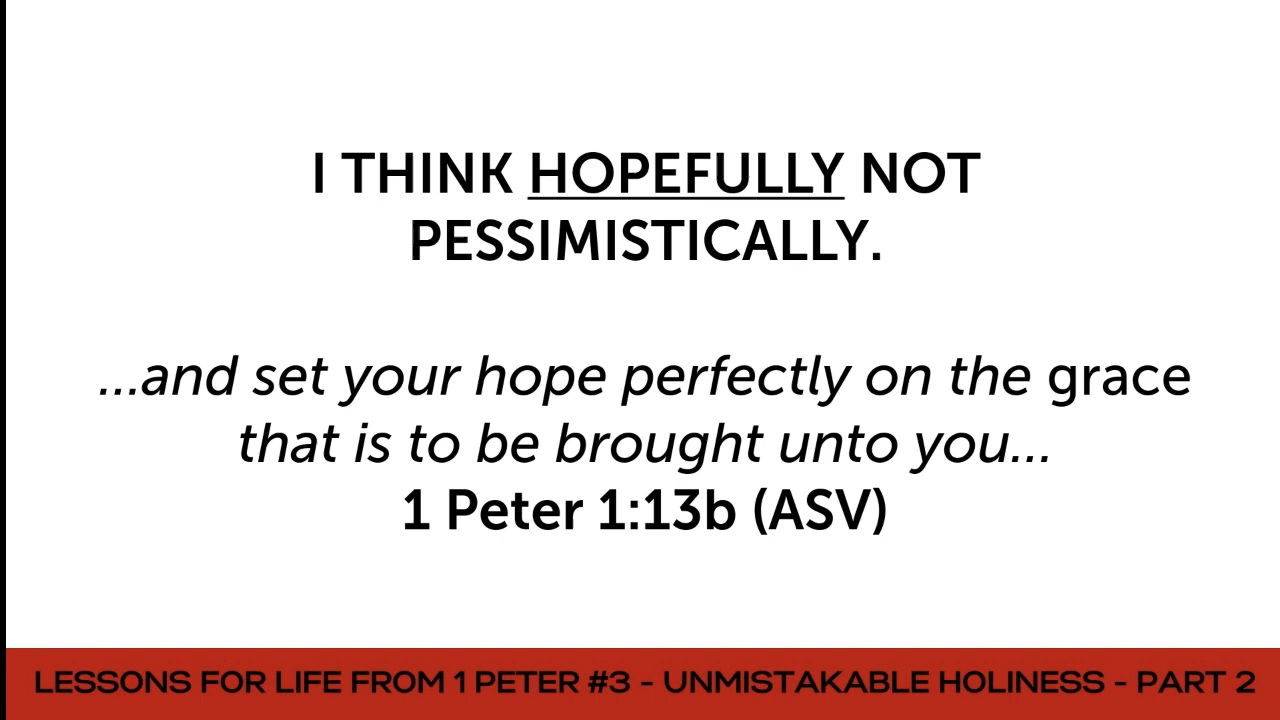 I THINK HOPEFULLY NOT
PESSIMISTICALLY.
...and set your hope perfectly on the grace
that is to be brought unto you...
1 Peter 1:13b (ASV)
LESSONS FOR LIFE FROM 1 PETER #3 - UNMISTAKABLE HOLINESS - PART 2